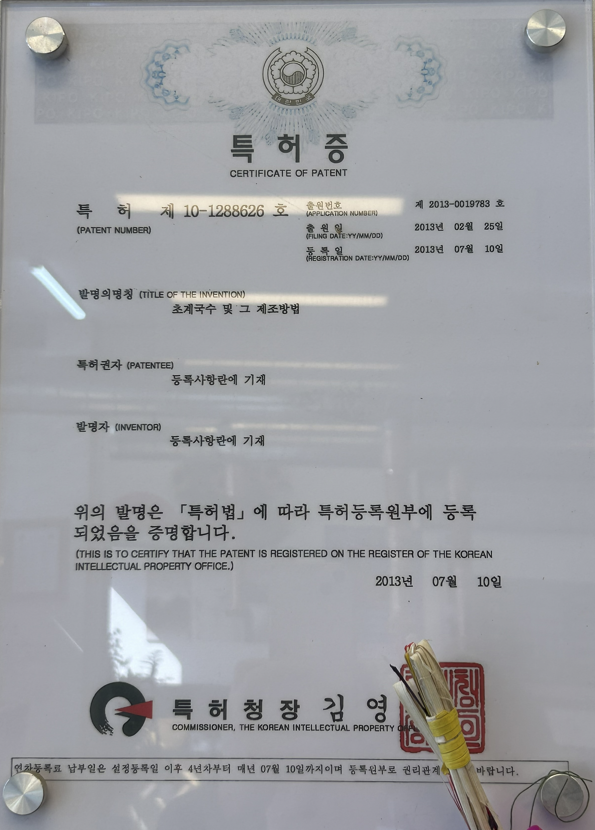 특허증
CERTIFICATE OF PATENT
특 허 제 10-1288626 호
(PATENT NUMBER)
출원번호 제 2013-0019783 호
(APPLICATION NUMBER)
출원일 2013년 02월 25일
(FILING DATE:YY/MM/DD)
등록일 2013년 07월 10일
(REGISTRATION DATE:YY/MM/DD)
발명의명칭 (TITLE OF THE INVENTION)
초계국수 및 그 제조방법
특허권자 (PATENTEE)
등록사항란에 기재
발명자 (INVENTOR)
등록사항란에 기재
위의 발명은 「특허법」에 따라 특허등록원부에 등록
되었음을 증명합니다.
(THIS IS TO CERTIFY THAT THE PATENT IS REGISTERED ON THE REGISTER OF THE KOREAN
INTELLECTUAL PROPERTY OFFICE.)
2013년 07월 10일
특허청장 김영
COMMISSIONER, THE KOREAN INTELLECTUAL PROPERTY
연차등록료 납부일은 설정등록일 이후 4년차부터 매년 07월 10일까지이며 등록원부로 권리관계 바랍니다.